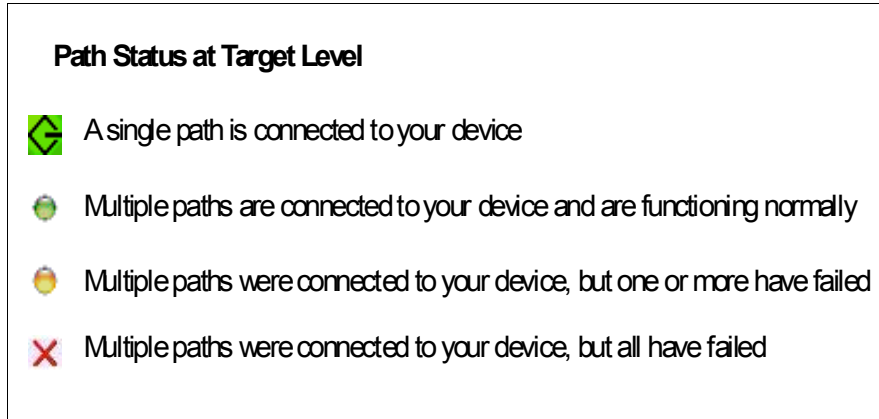 Path Status at Target Level
A single path is connected to your device
Multiple paths are connected to your device and are functioning normally
Multiple paths were connected to your device, but one or more have failed
Multiple paths were connected to your device, but all have failed